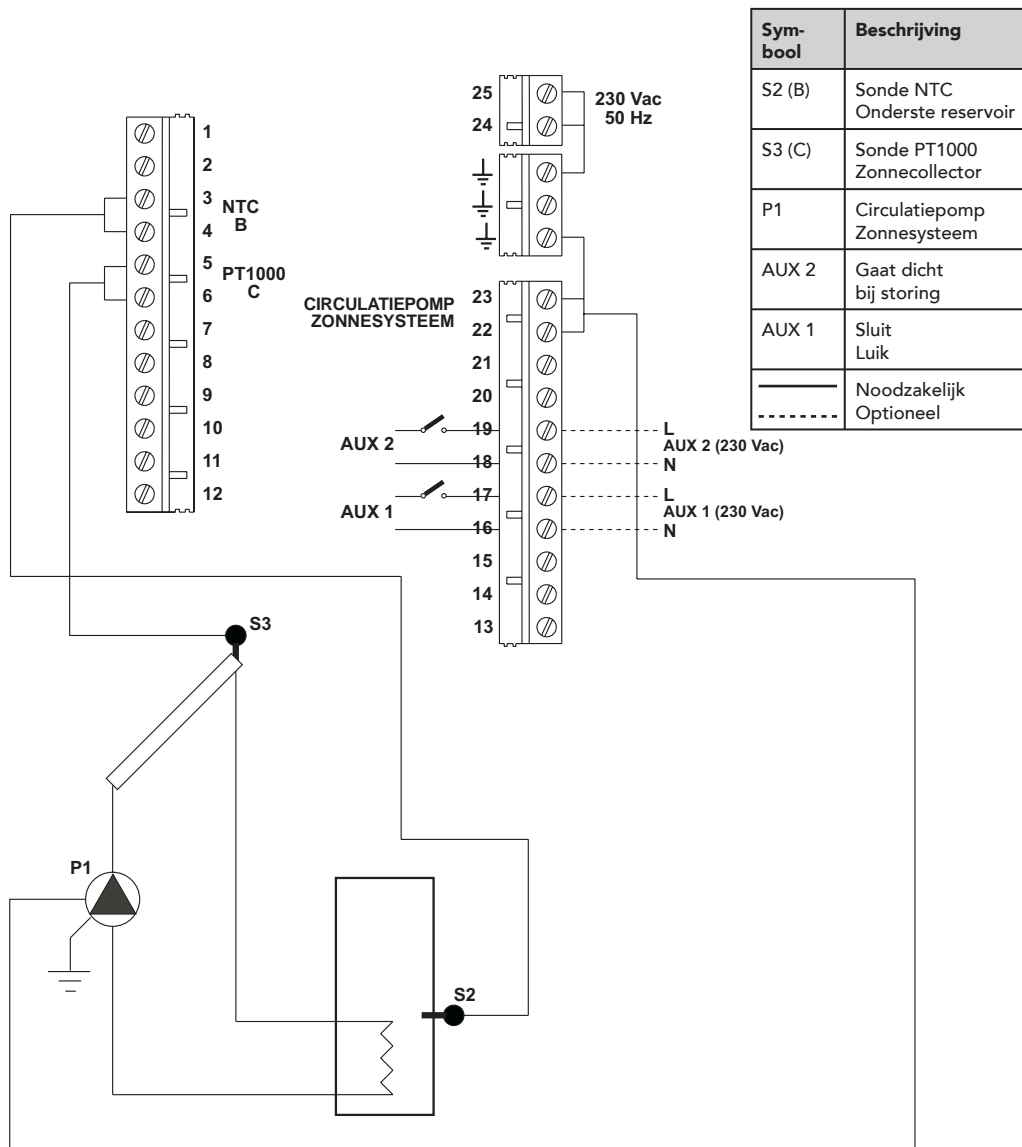 Sym-
bool
Beschrijving
S2 (B)
Sonde NTC
Onderste reservoir
S3 (C)
Sonde PT1000
Zonnecollector
P1
Circulatiepomp
Zonnesysteem
AUX 2
Gaat dicht
bij storing
AUX 1
Sluit
Luik
Noodzakelijk
Optioneel
1
2
3
4
5
6
7
8
9
10
11
12
NTC
B
PT1000
C
25
24
230 Vac
50 Hz
CIRCULATIEPOMP
ZONNESYSTEEM
23
22
21
20
19
18
17
16
15
14
13
AUX 2
AUX 1
L
AUX 2 (230 Vac)
N
L
AUX 1 (230 Vac)
N
S3
P1
S2